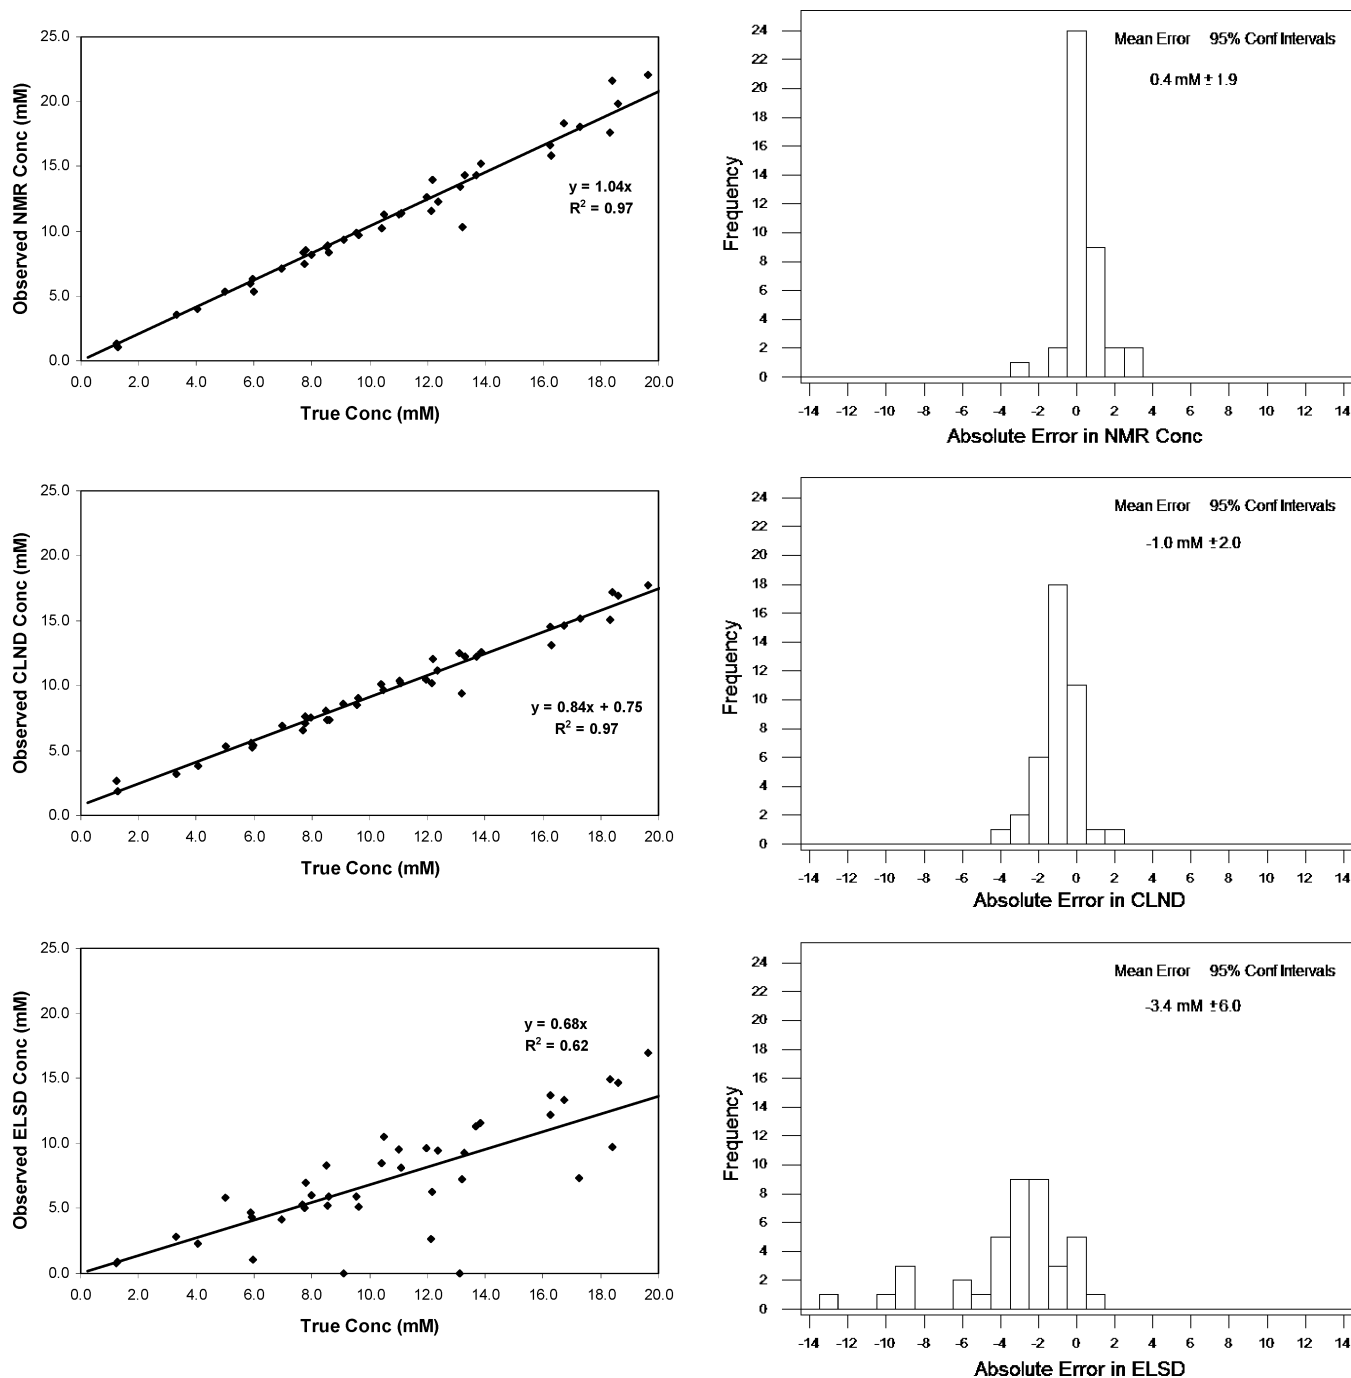 25.0
20.0
15.0
10.0
5.0
0.0
Observed NMR Conc (mM)
y = 1.04x
R² = 0.97
0.0 2.0 4.0 6.0 8.0 10.0 12.0 14.0 16.0 18.0 20.0
True Conc (mM)
24
22
20
18
16
14
12
10
8
6
4
2
0
Frequency
Mean Error 95% Conf Intervals
0.4 mM ± 1.9
-14 -12 -10 -8 -6 -4 -2 0 2 4 6 8 10 12 14
Absolute Error in NMR Conc
25.0
20.0
15.0
10.0
5.0
0.0
Observed CLND Conc (mM)
y = 0.84x + 0.75
R² = 0.97
0.0 2.0 4.0 6.0 8.0 10.0 12.0 14.0 16.0 18.0 20.0
True Conc (mM)
24
22
20
18
16
14
12
10
8
6
4
2
0
Frequency
Mean Error 95% Conf Intervals
-1.0 mM ±2.0
-14 -12 -10 -8 -6 -4 -2 0 2 4 6 8 10 12 14
Absolute Error in CLND
25.0
20.0
15.0
10.0
5.0
0.0
Observed ELSD Conc (mM)
y = 0.68x
R² = 0.62
0.0 2.0 4.0 6.0 8.0 10.0 12.0 14.0 16.0 18.0 20.0
True Conc (mM)
24
22
20
18
16
14
12
10
8
6
4
2
0
Frequency
Mean Error 95% Conf Intervals
-3.4 mM ±6.0
-14 -12 -10 -8 -6 -4 -2 0 2 4 6 8 10 12 14
Absolute Error in ELSD